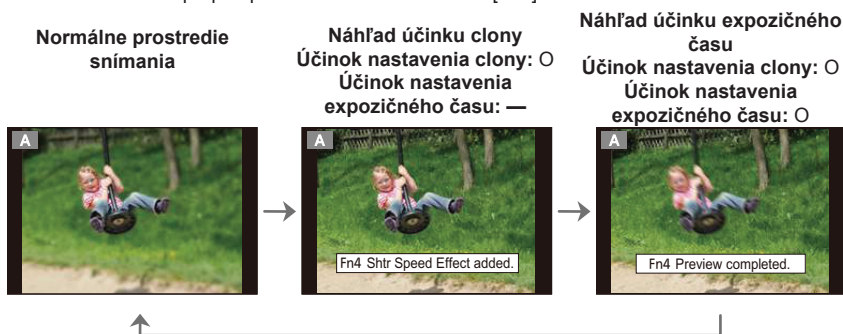 Normálne prostredie
snímania
Náhľad účinku clony
Účinok nastavenia clony: O
Účinok nastavenia
expozičného času: —
Náhľad účinku expozičného
času
Účinok nastavenia clony: O
Účinok nastavenia
expozičného času: O
A
A
Fn4 Shtr Speed Effect added.
A
Fn4 Preview completed.